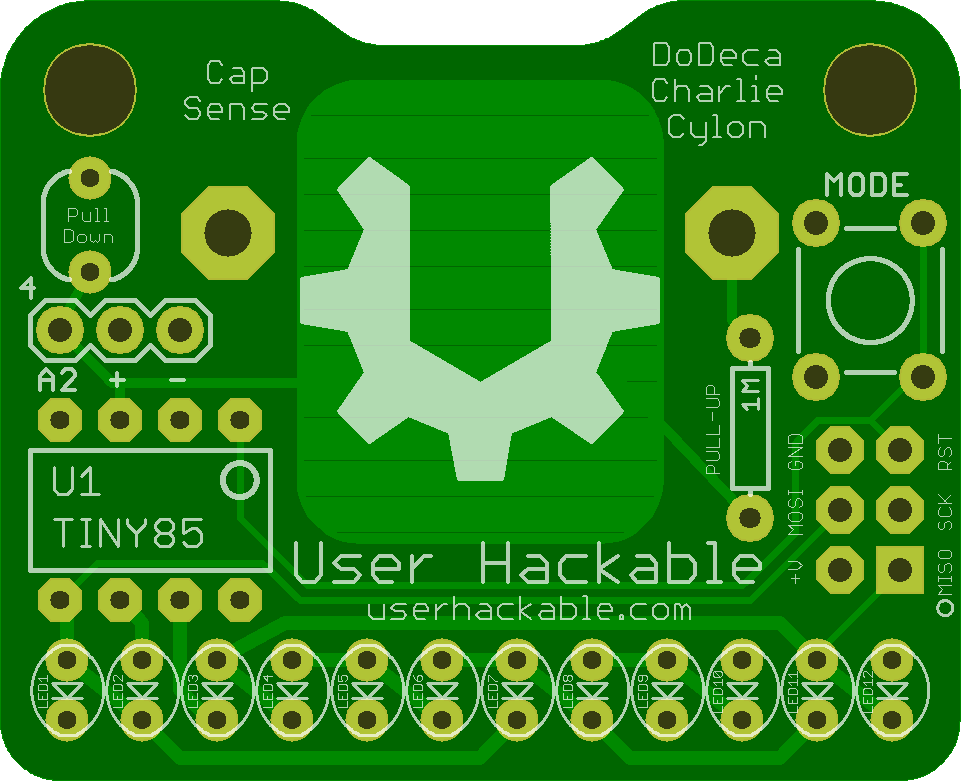 Cap
Sense
DoDeca
Charlie
Cylon
MODE
Pull
Down
4
A2 + -
1M
PULL-UP
GND
MOSI
+V
RST
SCK
MISO
U1
TINY85
User Hackable
userhackable.com
LED1
LED2
LED3
LED4
LED5
LED6
LED7
LED8
LED9
LED10
LED11
LED12